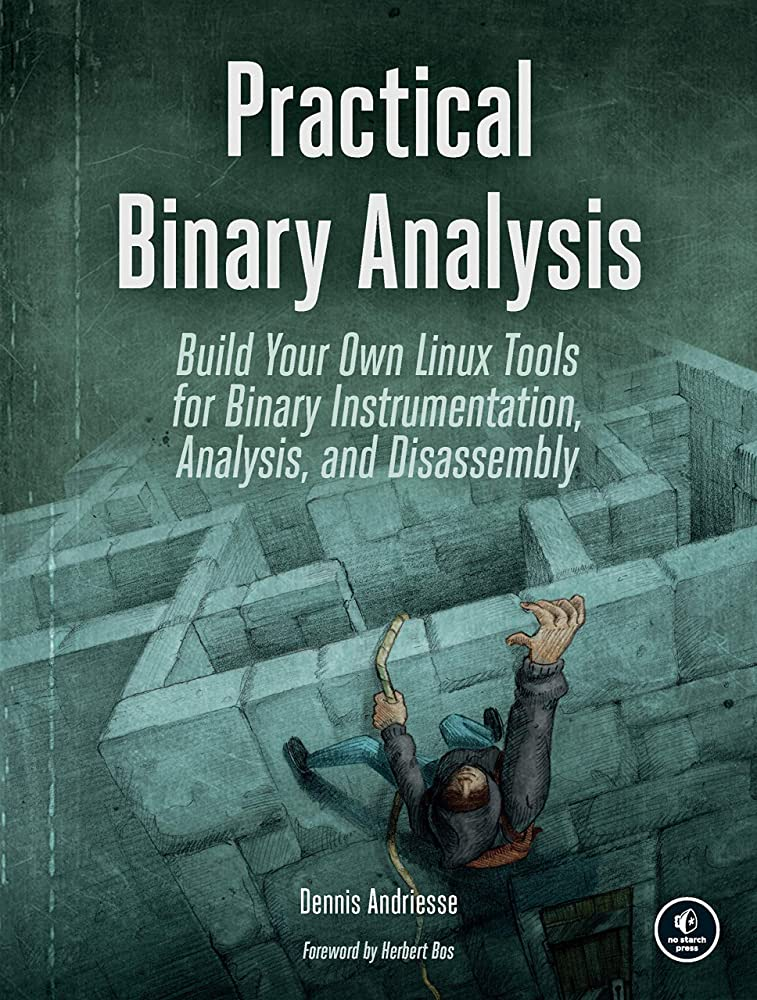 Practical
Binary Analysis
Build Your Own Linux Tools
for Binary Instrumentation,
Analysis, and Disassembly
Dennis Andriesse
Foreword by Herbert Bos
no starch
press